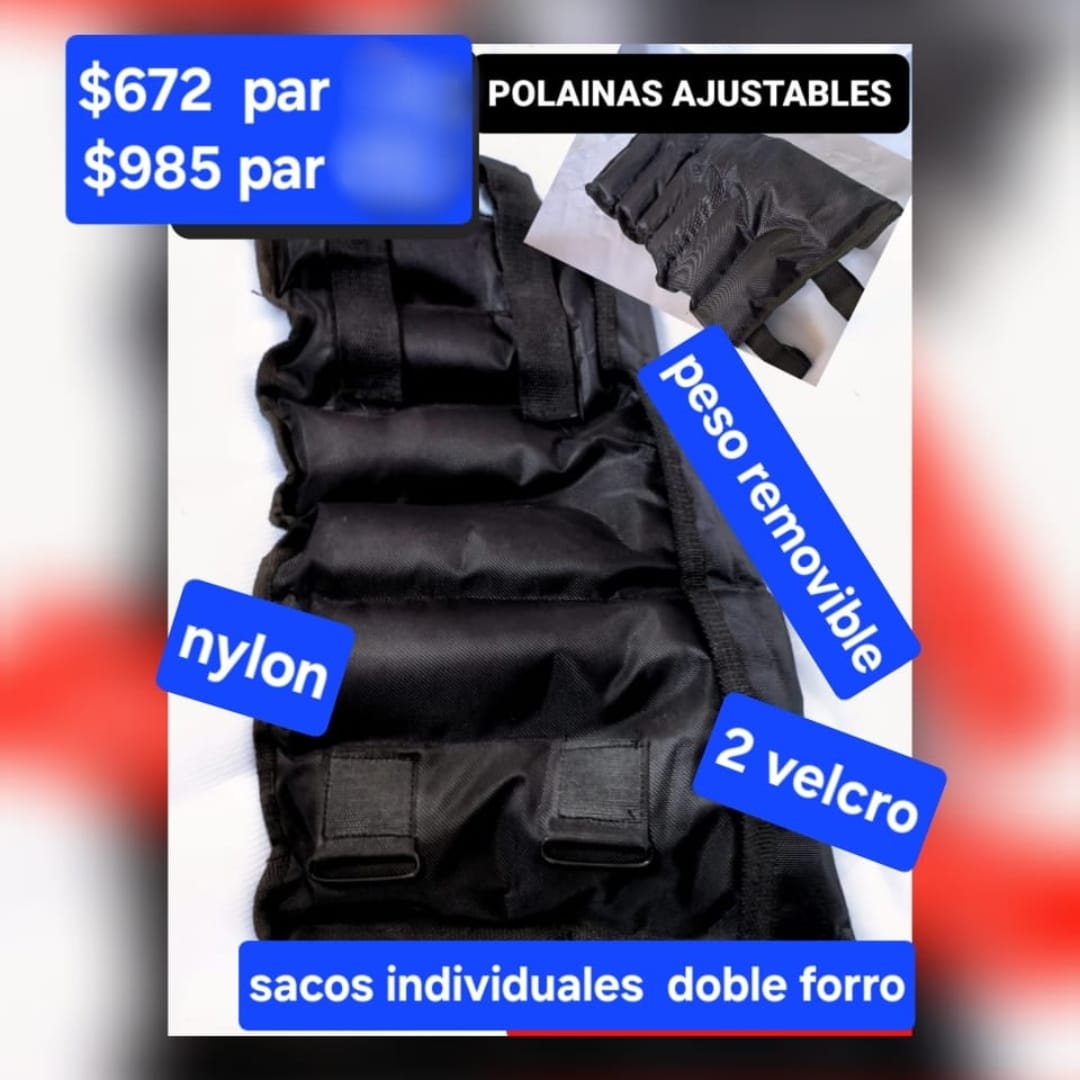 $672 par
$985 par
POLAINAS AJUSTABLES
peso removible
nylon
2 velcro
sacos individuales doble forro